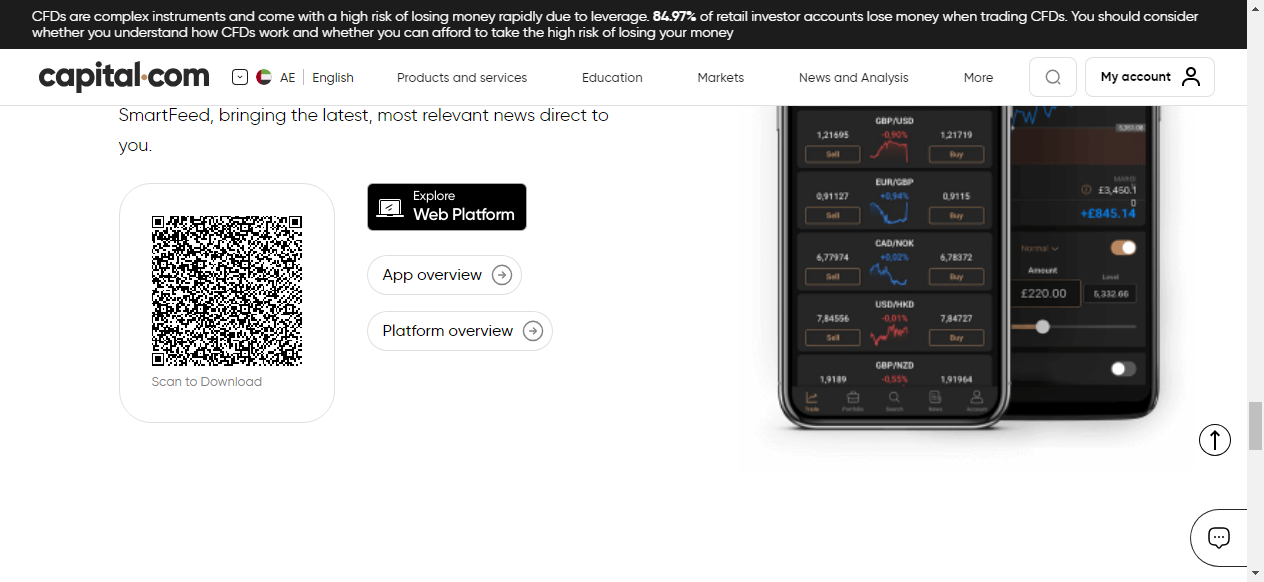 CFDs are complex instruments and come with a high risk of losing money rapidly due to leverage. 84.97% of retail investor accounts lose money when trading CFDs. You should consider
whether you understand how CFDs work and whether you can afford to take the high risk of losing your money
capital.com
AE
English
Products and services
Education
Markets
News and Analysis
More
My account
SmartFeed, bringing the latest, most relevant news direct to
you.
Scan to Download
Explore
Web Platform
App overview
Platform overview
GBP/USD
1,21695 -0,90% 1,21719
Sell Buy
EUR/GBP
0,91127 +0,94% 0,9115
Sell Buy
CAD/NOK
6,77974 +0,02% 6,78372
Sell Buy
USD/HKD
7,84556 -0,01% 7,84727
Sell Buy
GBP/NZD
1,9189 -0,55% 1,91964
Trade Portfolio Search News Account
£3,450.1
0
+£845.14
Normal
Amount
Level
£220.00
5,332.66